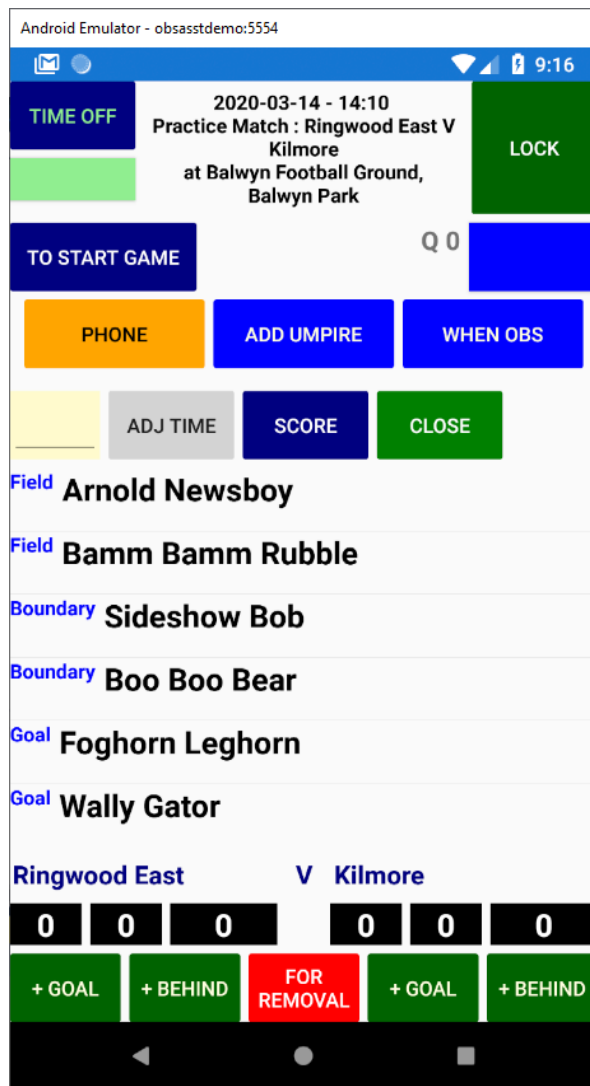 Android Emulator - obsasstdemo:5554
9:16
TIME OFF
2020-03-14 - 14:10
Practice Match : Ringwood East V
Kilmore
at Balwyn Football Ground,
Balwyn Park
LOCK
TO START GAME
Q 0
PHONE
ADD UMPIRE
WHEN OBS
ADJ TIME
SCORE
CLOSE
Field Arnold Newsboy
Field Bamm Bamm Rubble
Boundary Sideshow Bob
Boundary Boo Boo Bear
Goal Foghorn Leghorn
Goal Wally Gator
Ringwood East V Kilmore
0 0 0 0 0 0
+ GOAL
+ BEHIND
FOR
REMOVAL
+ GOAL
+ BEHIND